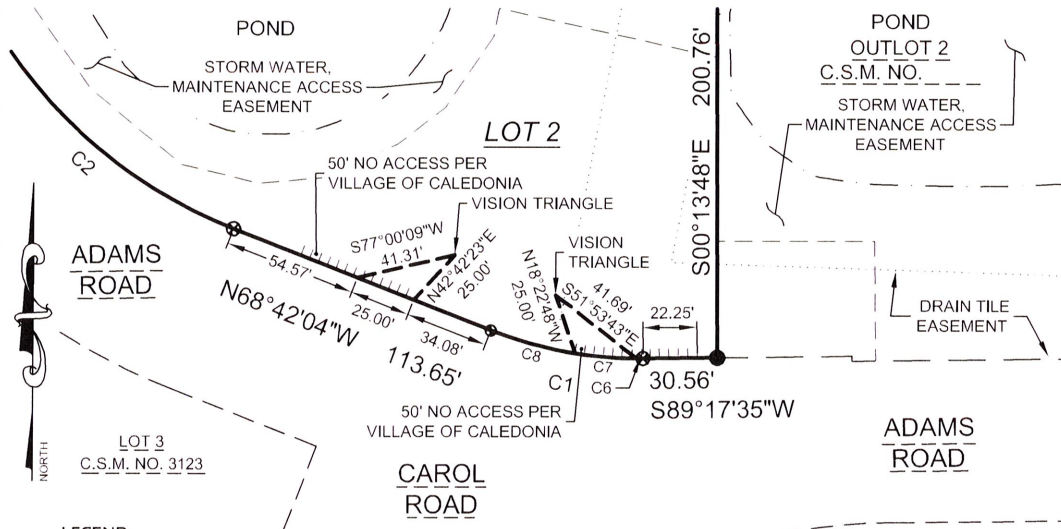 POND
STORM WATER,
MAINTENANCE ACCESS
EASEMENT
LOT 2
200.76'
S00°13'48"E
POND
OUTLOT 2
C.S.M. NO.
STORM WATER,
MAINTENANCE ACCESS
EASEMENT
C2
50' NO ACCESS PER
VILLAGE OF CALEDONIA
VISION TRIANGLE
S77°00'09"W
41.31'
N42°42'23"E
25.00'
VISION
TRIANGLE
N18°22'48"W
25.00'
41.69'
S51°53'43"E
22.25'
ADAMS
ROAD
54.57'
25.00'
34.08'
N68°42'04"W
113.65'
C8
C7
C1
C6
30.56'
S89°17'35"W
DRAIN TILE
EASEMENT
50' NO ACCESS PER
VILLAGE OF CALEDONIA
ADAMS
ROAD
LOT 3
C.S.M. NO. 3123
NORTH
CAROL
ROAD
LEGEND